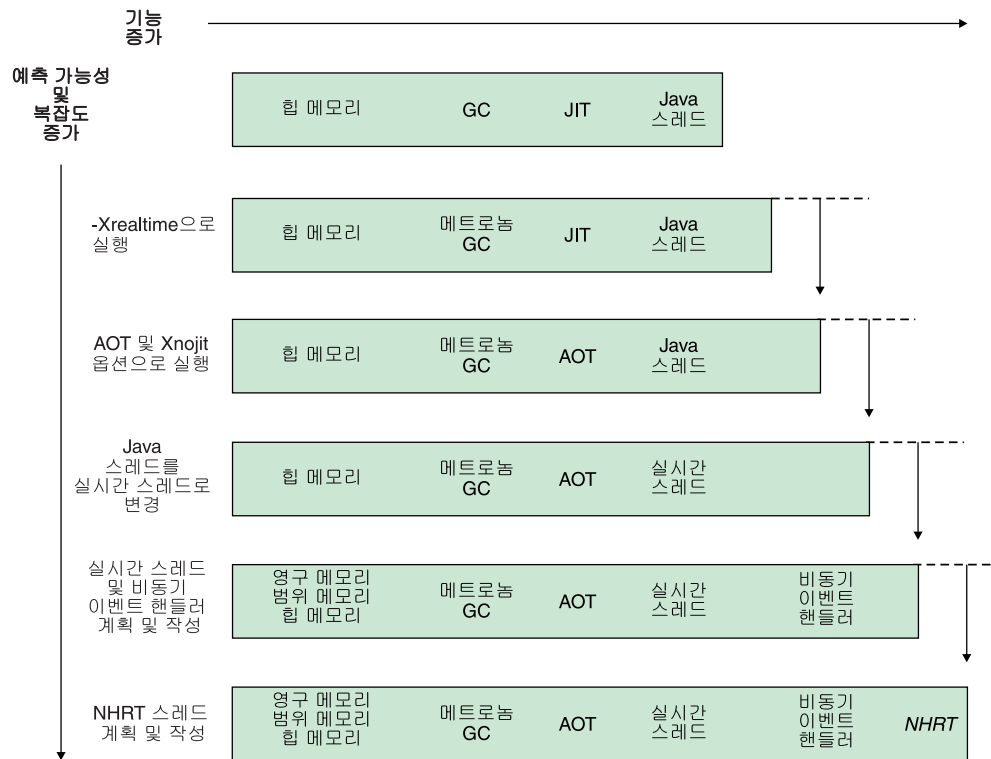 기능
증가
예측 가능성
및
복잡도
증가
힙 메모리
GC
JIT
Java
스레드
-Xrealtime으로
실행
힙 메모리
메트로놈
GC
JIT
Java
스레드
AOT 및 Xnojit
옵션으로 실행
힙 메모리
메트로놈
GC
AOT
Java
스레드
Java
스레드를
실시간 스레드로
변경
힙 메모리
메트로놈
GC
AOT
실시간
스레드
실시간 스레드
및 비동기
이벤트 핸들러
계획 및 작성
영구 메모리
범위 메모리
힙 메모리
메트로놈
GC
AOT
실시간
스레드
비동기
이벤트
핸들러
NHRT 스레드
계획 및 작성
영구 메모리
범위 메모리
힙 메모리
메트로놈
GC
AOT
실시간
스레드
비동기
이벤트
핸들러
NHRT